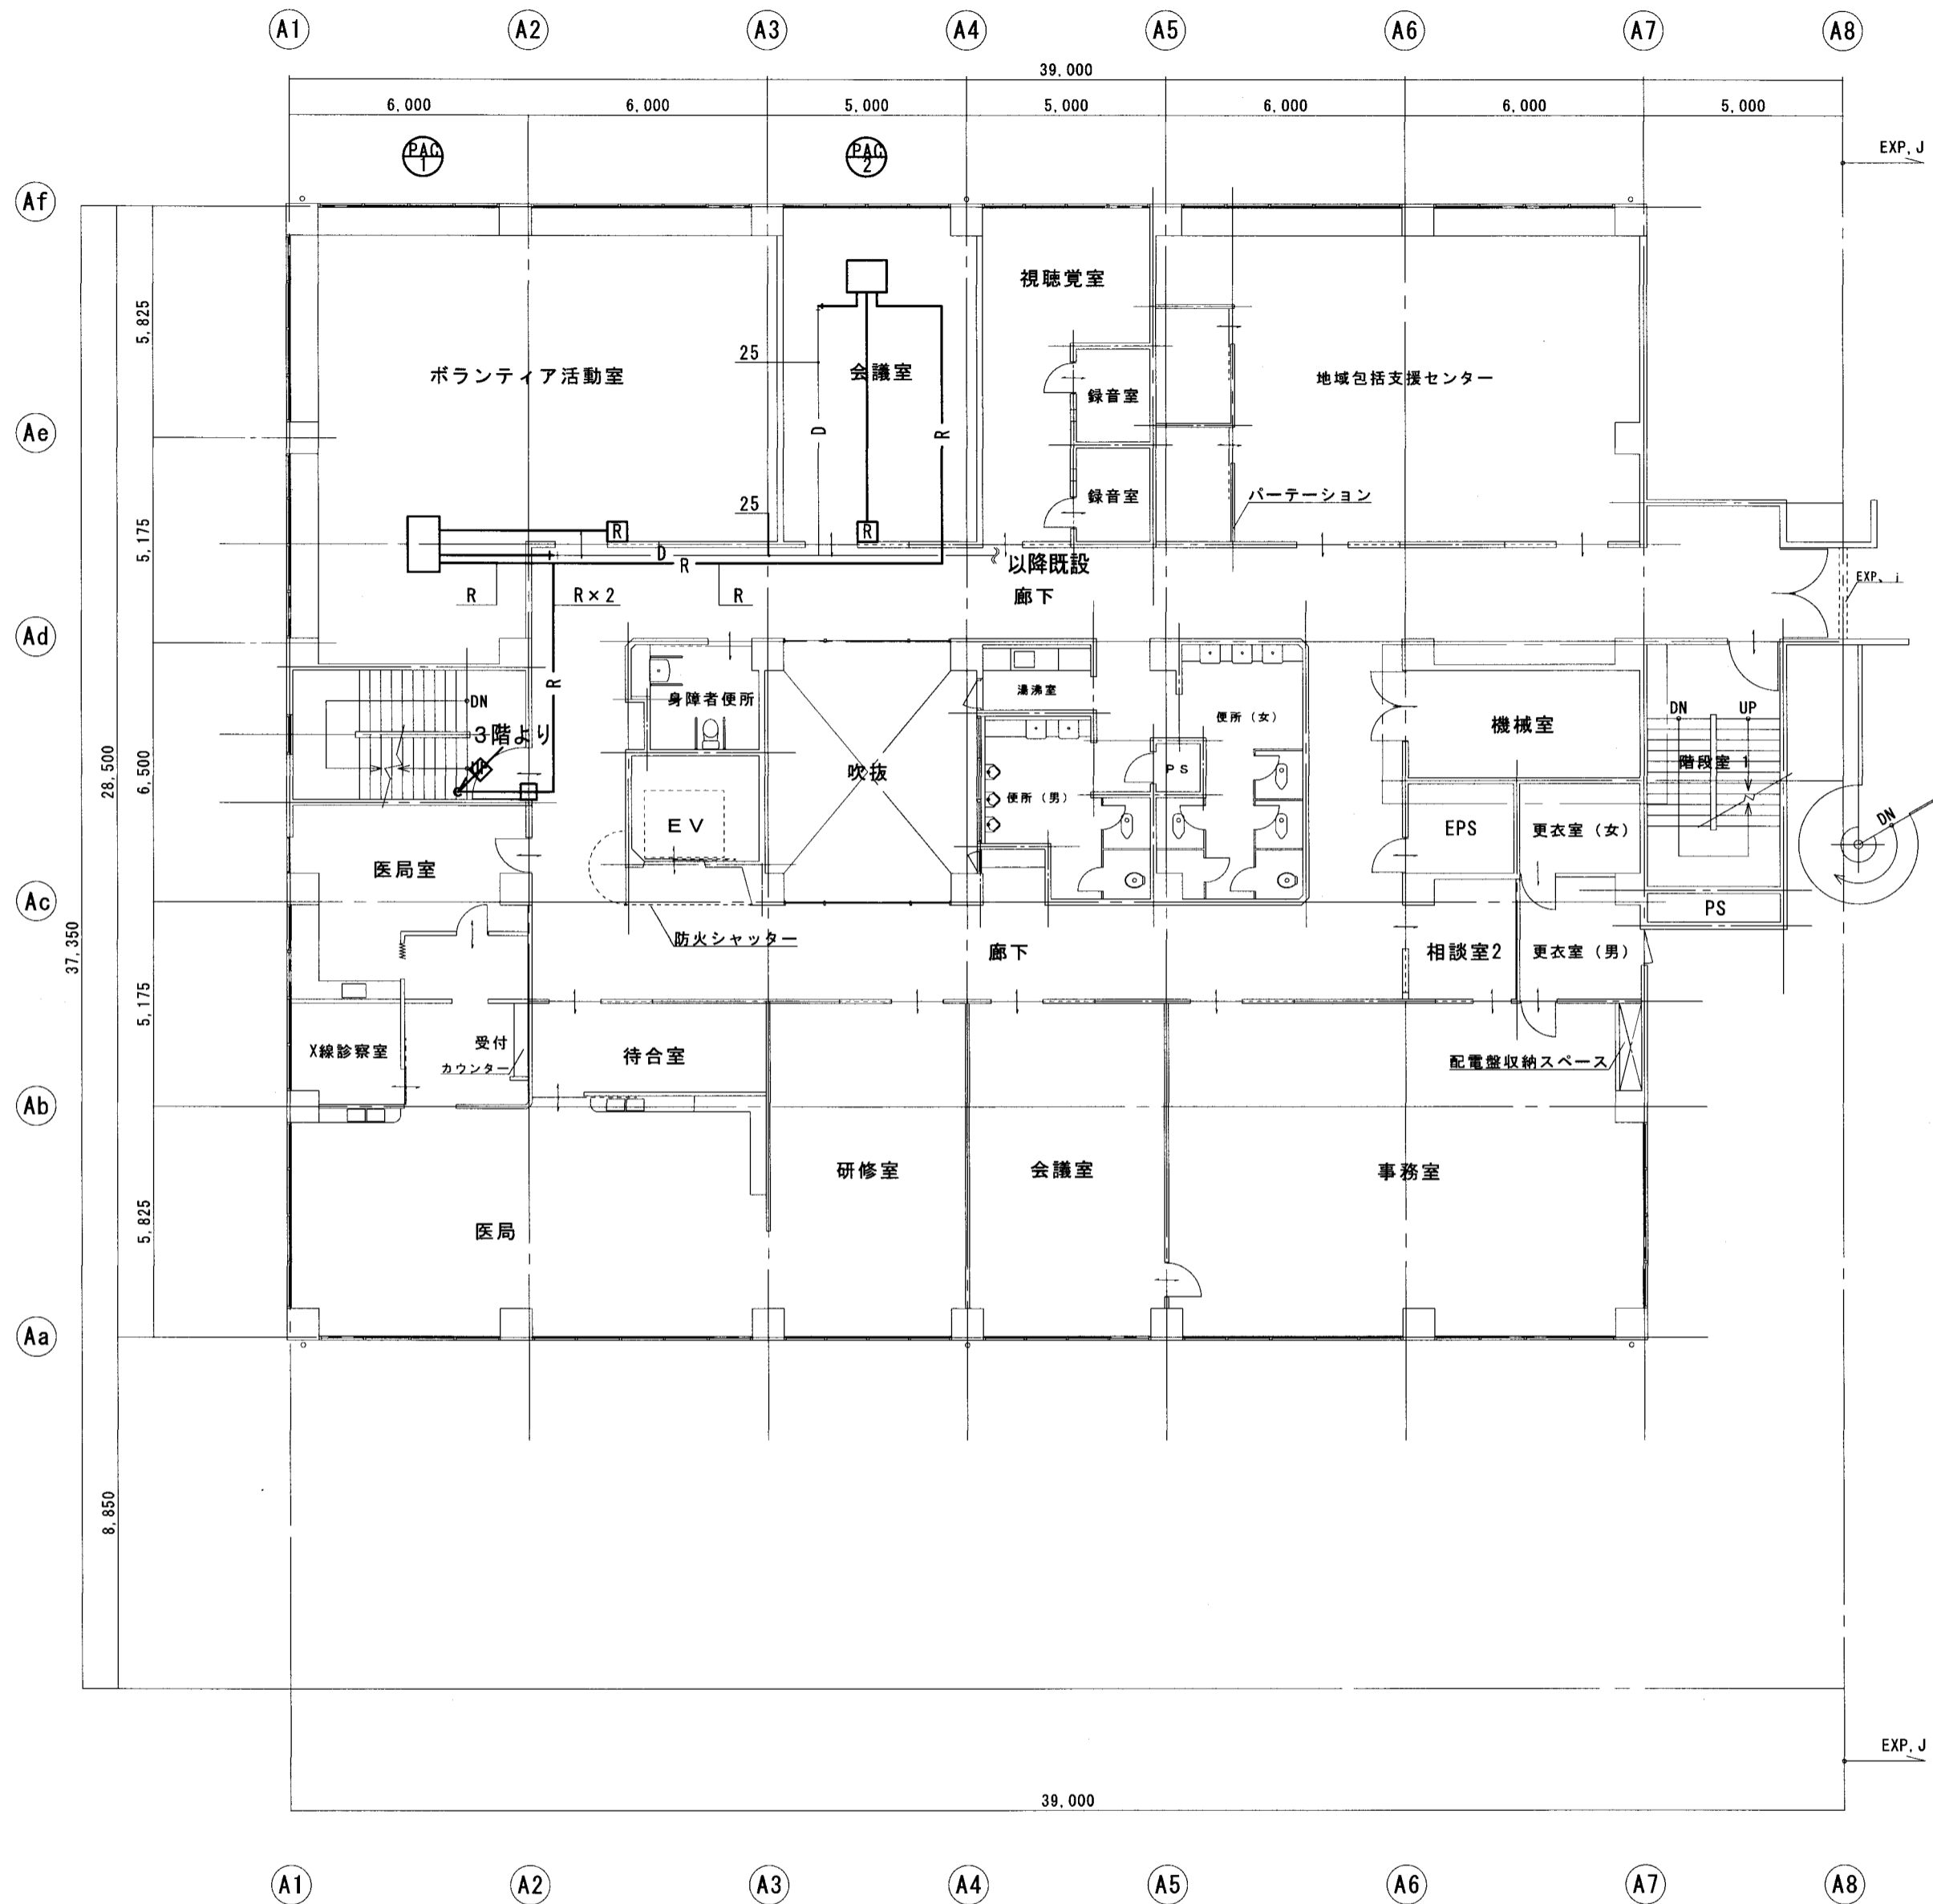 A1 A2 A3 A4 A5 A6 A7 A8
39,000
6,000 6,000 5,000 5,000 6,000 6,000 5,000
PAC 1
PAC 2
EXP,J
Af
Ae
Ad
Ac
Ab
Aa
5,825
5,175
6,500
5,175
5,825
28,500
37,350
8,850
視聴覚室
ボランティア活動室
25
会議室
録音室
地域包括支援センター
D
R
録音室
パーテーション
25
R
R
D
R
以降既設
廊下
R
R×2
R
EXP、j
R
DN
3階より
UP
身障者便所
湯沸室
便所(女)
機械室
DN
UP
階段室1
吹抜
PS
便所(男)
EV
EPS
更衣室(女)
DN
医局室
PS
防火シャッター
廊下
相談室2
更衣室(男)
X線診察室
受付
カウンター
待合室
配電盤収納スペース
研修室
会議室
事務室
医局
EXP,J
39,000
A1 A2 A3 A4 A5 A6 A7 A8